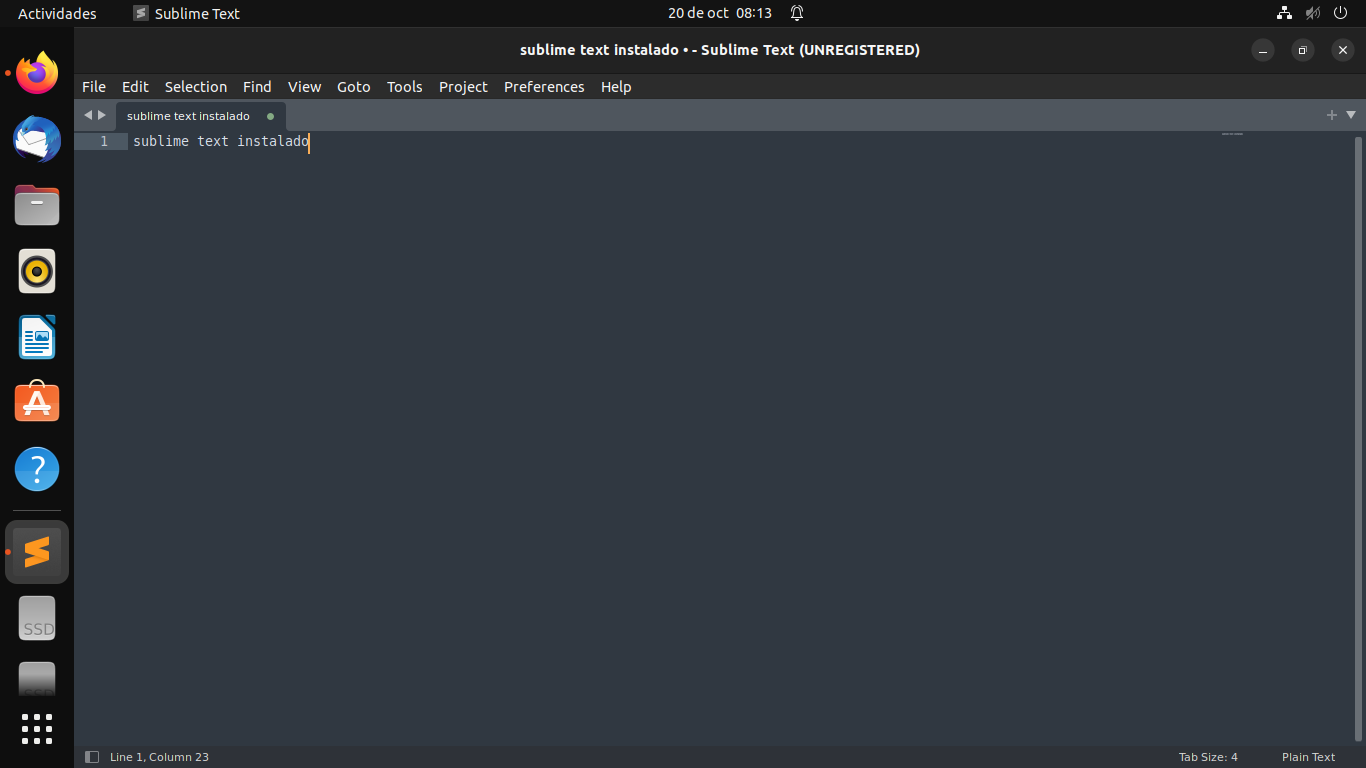 Actividades Sublime Text 20 de oct 08:13
sublime text instalado • - Sublime Text (UNREGISTERED)
File Edit Selection Find View Goto Tools Project Preferences Help
sublime text instalado
1 sublime text instalado
?
SSD
Line 1, Column 23 Tab Size: 4 Plain Text